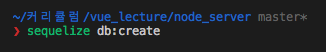 ~/커리큘럼/vue_lecture/node_server master*
❯ sequelize db:create